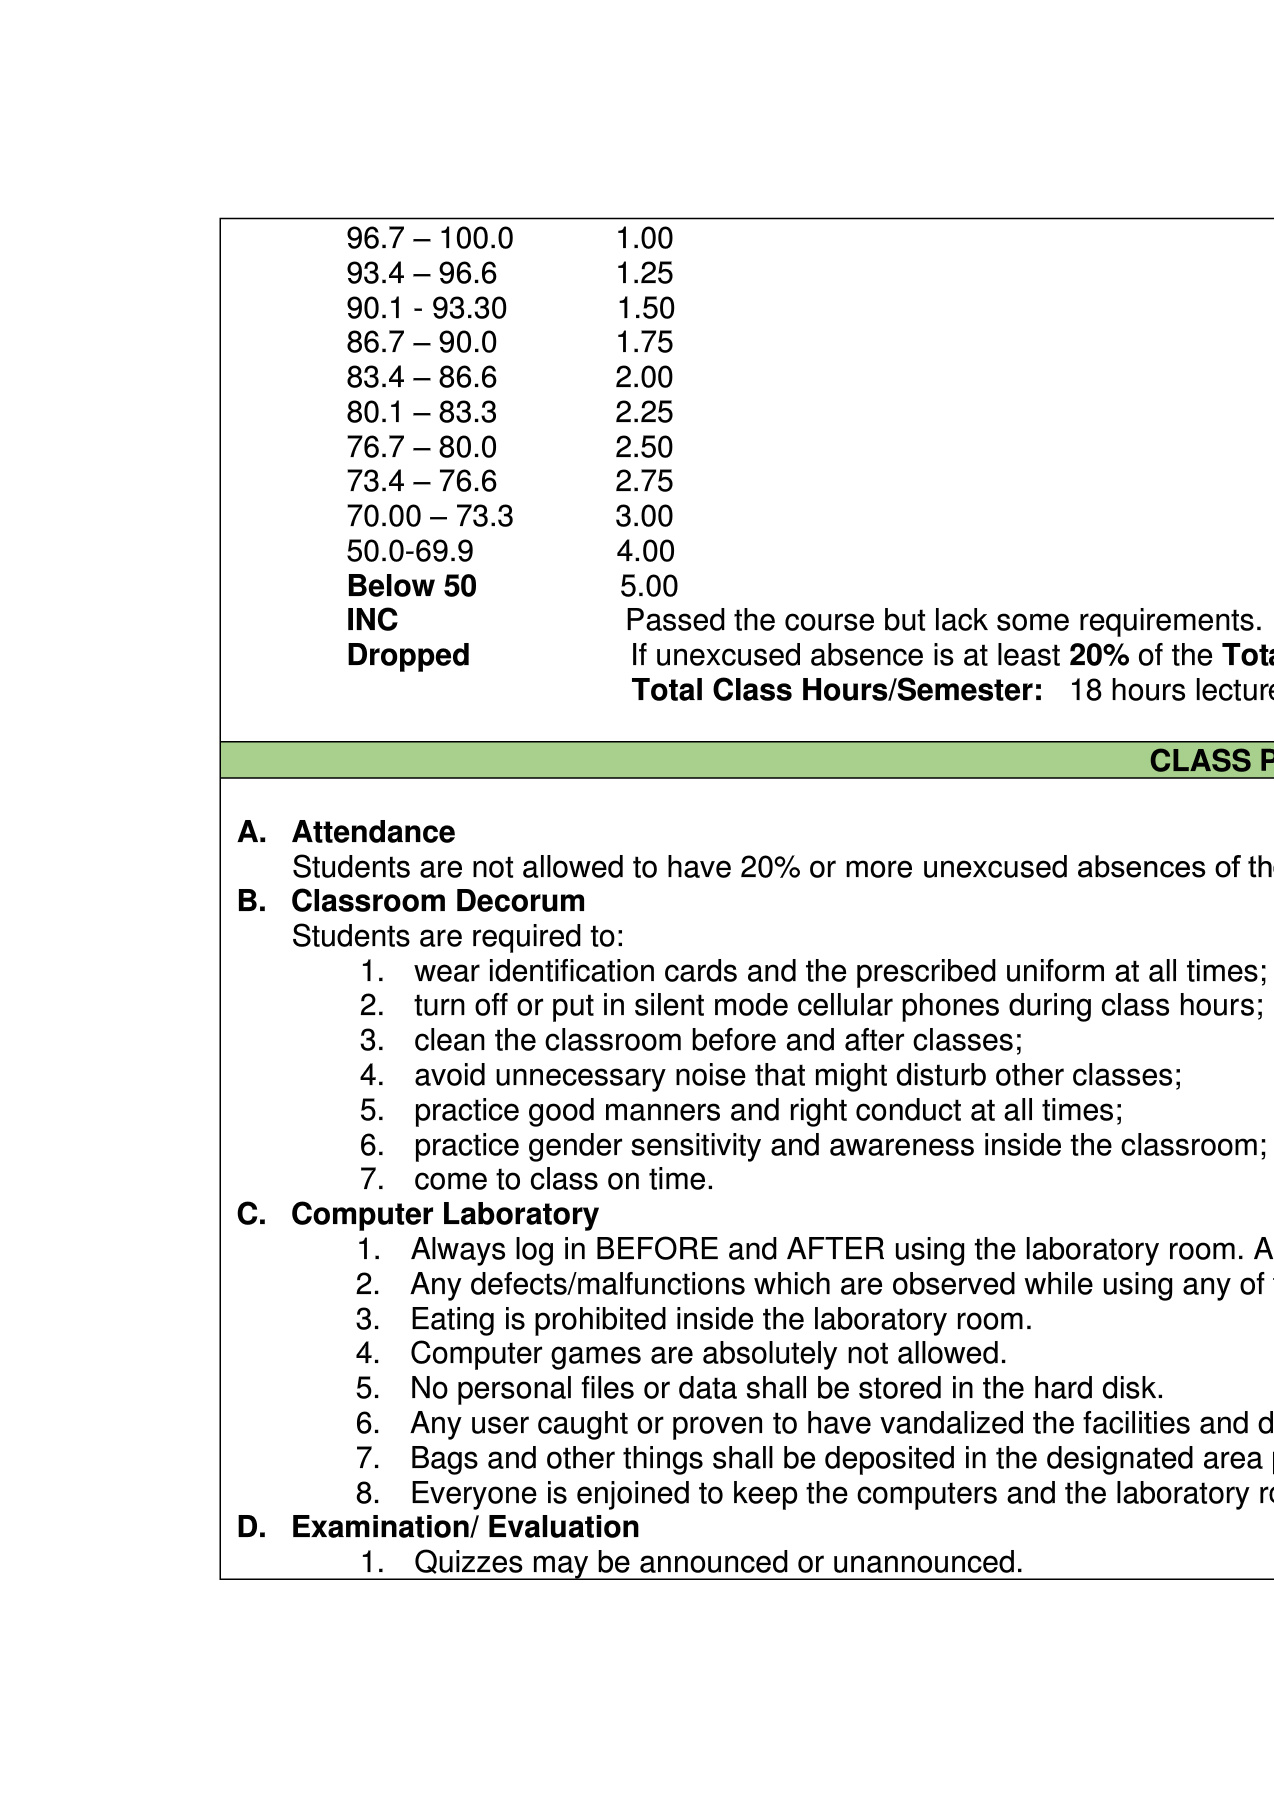 96.7 – 100.0 1.00
93.4 – 96.6 1.25
90.1 - 93.30 1.50
86.7 – 90.0 1.75
83.4 – 86.6 2.00
80.1 – 83.3 2.25
76.7 – 80.0 2.50
73.4 – 76.6 2.75
70.00 – 73.3 3.00
50.0-69.9 4.00
Below 50 5.00
INC Passed the course but lack some requirements.
Dropped If unexcused absence is at least 20% of the
Total Class Hours/Semester: 18 hours
CLASS
A. Attendance
Students are not allowed to have 20% or more unexcused absences of
B. Classroom Decorum
Students are required to:
1. wear identification cards and the prescribed uniform at all times;
2. turn off or put in silent mode cellular phones during class hours;
3. clean the classroom before and after classes;
4. avoid unnecessary noise that might disturb other classes;
5. practice good manners and right conduct at all times;
6. practice gender sensitivity and awareness inside the classroom;
7. come to class on time.
C. Computer Laboratory
1. Always log in BEFORE and AFTER using the laboratory room.
2. Any defects/malfunctions which are observed while using any of
3. Eating is prohibited inside the laboratory room.
4. Computer games are absolutely not allowed.
5. No personal files or data shall be stored in the hard disk.
6. Any user caught or proven to have vandalized the facilities and
7. Bags and other things shall be deposited in the designated area
8. Everyone is enjoined to keep the computers and the laboratory
D. Examination/ Evaluation
1. Quizzes may be announced or unannounced.